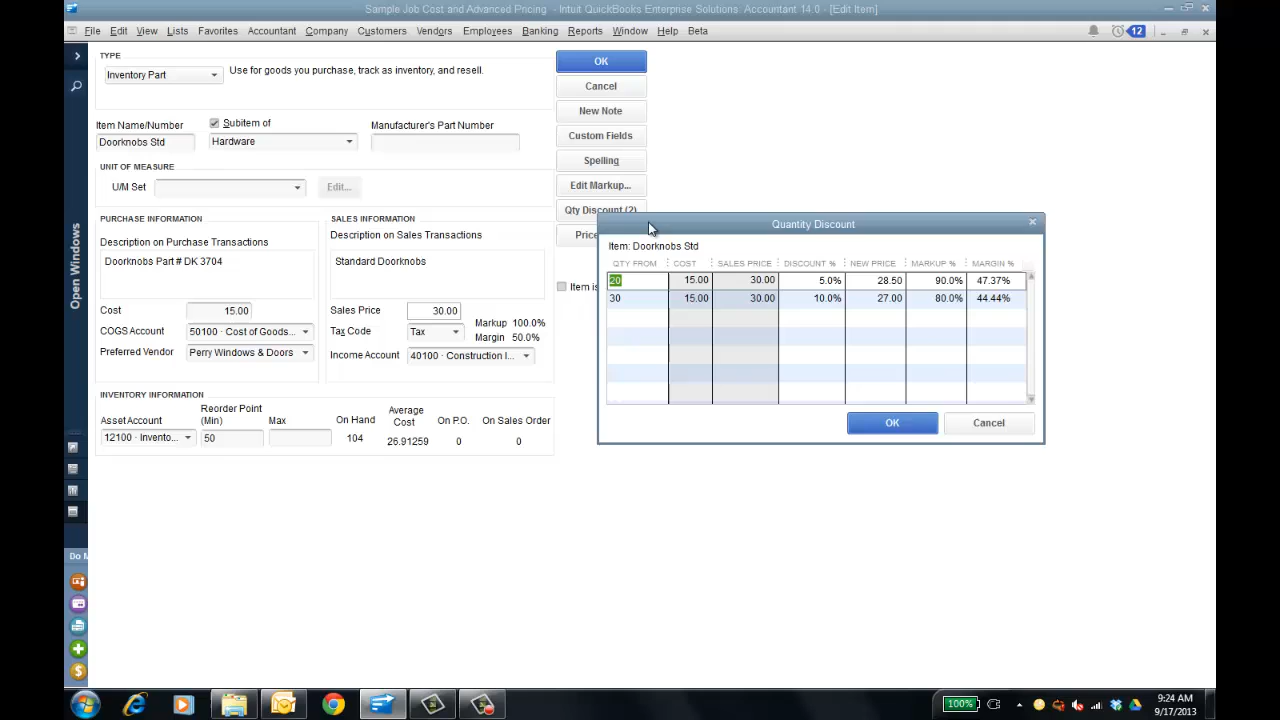 Sample Job Cost and Advanced Pricing - Intuit QuickBooks Enterprise Solutions: Accountant 14.0 - [Edit Item]
File Edit View Lists Favorites Accountant Company Customers Vendors Employees Banking Reports Window Help Beta
12
TYPE
Inventory Part
Use for goods you purchase, track as inventory, and resell.
OK
Cancel
New Note
Custom Fields
Spelling
Edit Markup...
Qty Discount (2)
Price
Item is
Item Name/Number
Subitem of
Manufacturer's Part Number
Doorknobs Std
Hardware
UNIT OF MEASURE
U/M Set
Edit...
PURCHASE INFORMATION
Description on Purchase Transactions
Doorknobs Part # DK 3704
Cost 15.00
COGS Account 50100 · Cost of Goods...
Preferred Vendor Perry Windows & Doors
SALES INFORMATION
Description on Sales Transactions
Standard Doorknobs
Sales Price 30.00
Tax Code Tax
Markup 100.0%
Margin 50.0%
Income Account 40100 · Construction I...
INVENTORY INFORMATION
Asset Account
12100 · Invento...
Reorder Point (Min)
50
Max
On Hand
104
Average Cost
26.91259
On P.O.
0
On Sales Order
0
Quantity Discount
Item: Doorknobs Std
QTY FROM COST SALES PRICE DISCOUNT % NEW PRICE MARKUP % MARGIN %
20 15.00 30.00 5.0% 28.50 90.0% 47.37%
30 15.00 30.00 10.0% 27.00 80.0% 44.44%
OK Cancel
Open Windows
Do M
100%
9:24 AM
9/17/2013